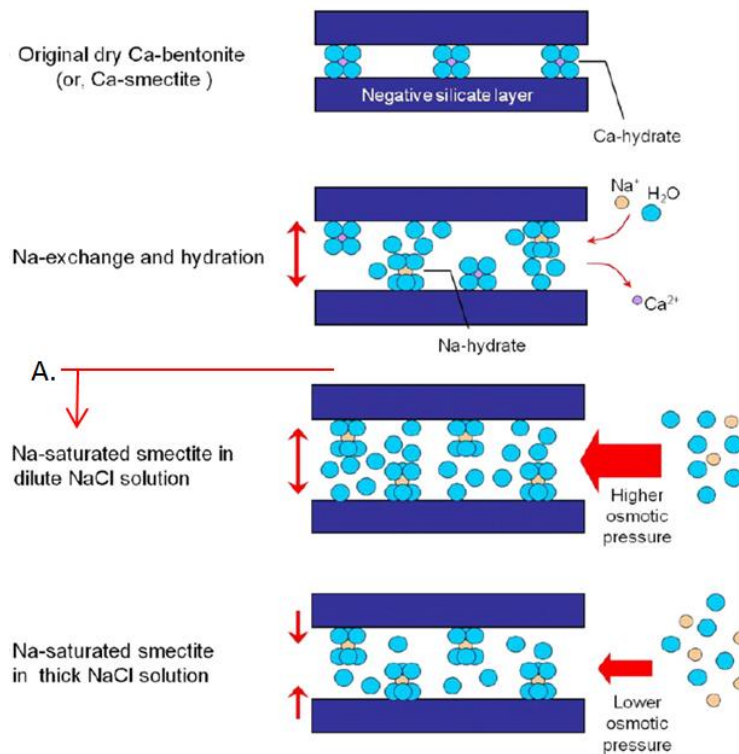 Original dry Ca-bentonite
(or, Ca-smectite )
Negative silicate layer
Ca-hydrate
Na⁺
H₂O
Na-exchange and hydration
Ca²⁺
Na-hydrate
A.
Na-saturated smectite in
dilute NaCl solution
Higher
osmotic
pressure
Na-saturated smectite
in thick NaCl solution
Lower
osmotic
pressure